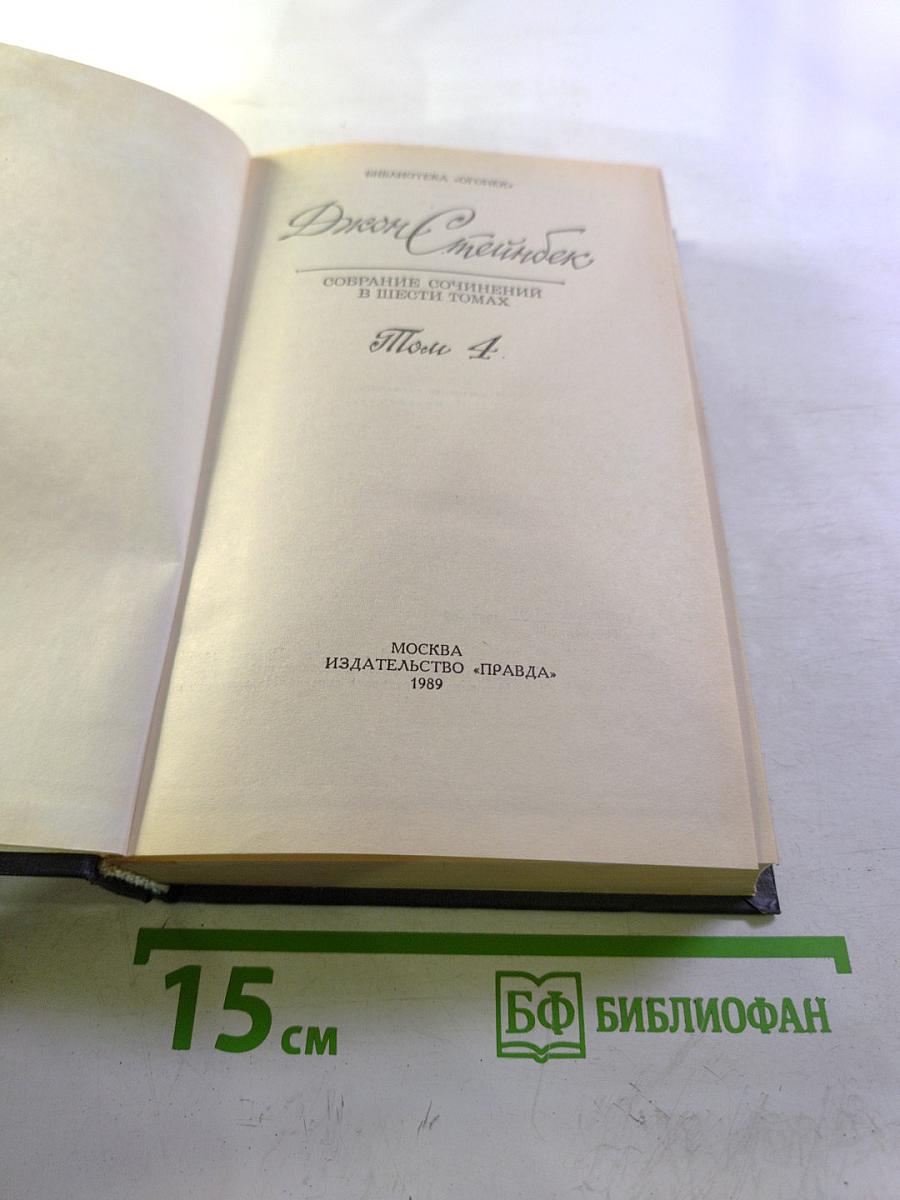 БИБЛИОТЕКА «ОГОНЕК»
Джон Стейнбек
СОБРАНИЕ СОЧИНЕНИЙ
В ШЕСТИ ТОМАХ
Том 4
МОСКВА
ИЗДАТЕЛЬСТВО «ПРАВДА»
1989
15 см
БФ БИБЛИОФАН